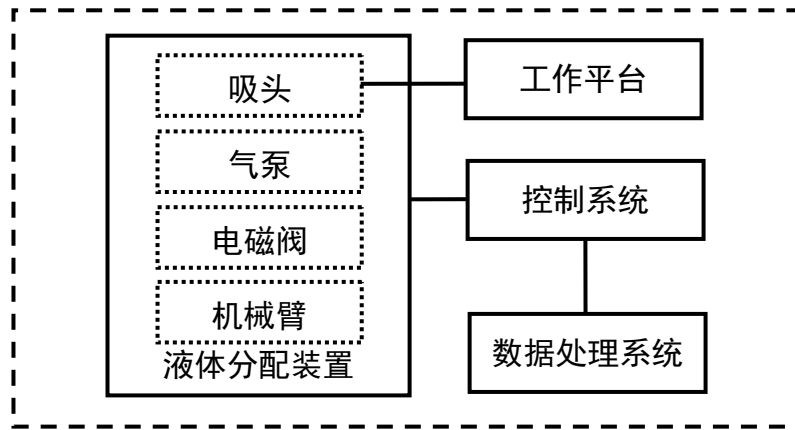 吸头
气泵
电磁阀
机械臂
液体分配装置
工作平台
控制系统
数据处理系统